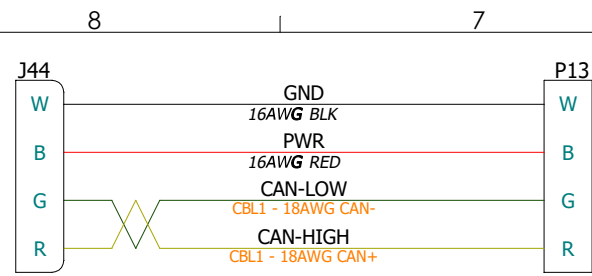 8 7
J44 P13
W GND W
16AWG BLK
B PWR B
16AWG RED
G CAN-LOW G
CBL1 - 18AWG CAN-
R CAN-HIGH R
CBL1 - 18AWG CAN+